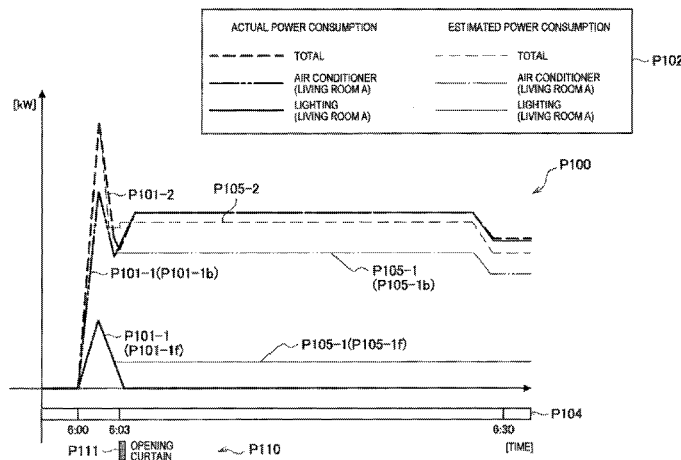 ACTUAL POWER CONSUMPTION ESTIMATED POWER CONSUMPTION
TOTAL TOTAL
AIR CONDITIONER AIR CONDITIONER
(LIVING ROOM A) (LIVING ROOM A)
LIGHTING LIGHTING
(LIVING ROOM A) (LIVING ROOM A)
P102
[kW]
P100
P101-2
P105-2
P101-1(P101-1b)
P105-1
(P105-1b)
P101-1
(P101-1f)
P105-1(P105-1f)
P104
6:00 6:03 6:30
P111 OPENING P110 [TIME]
CURTAIN